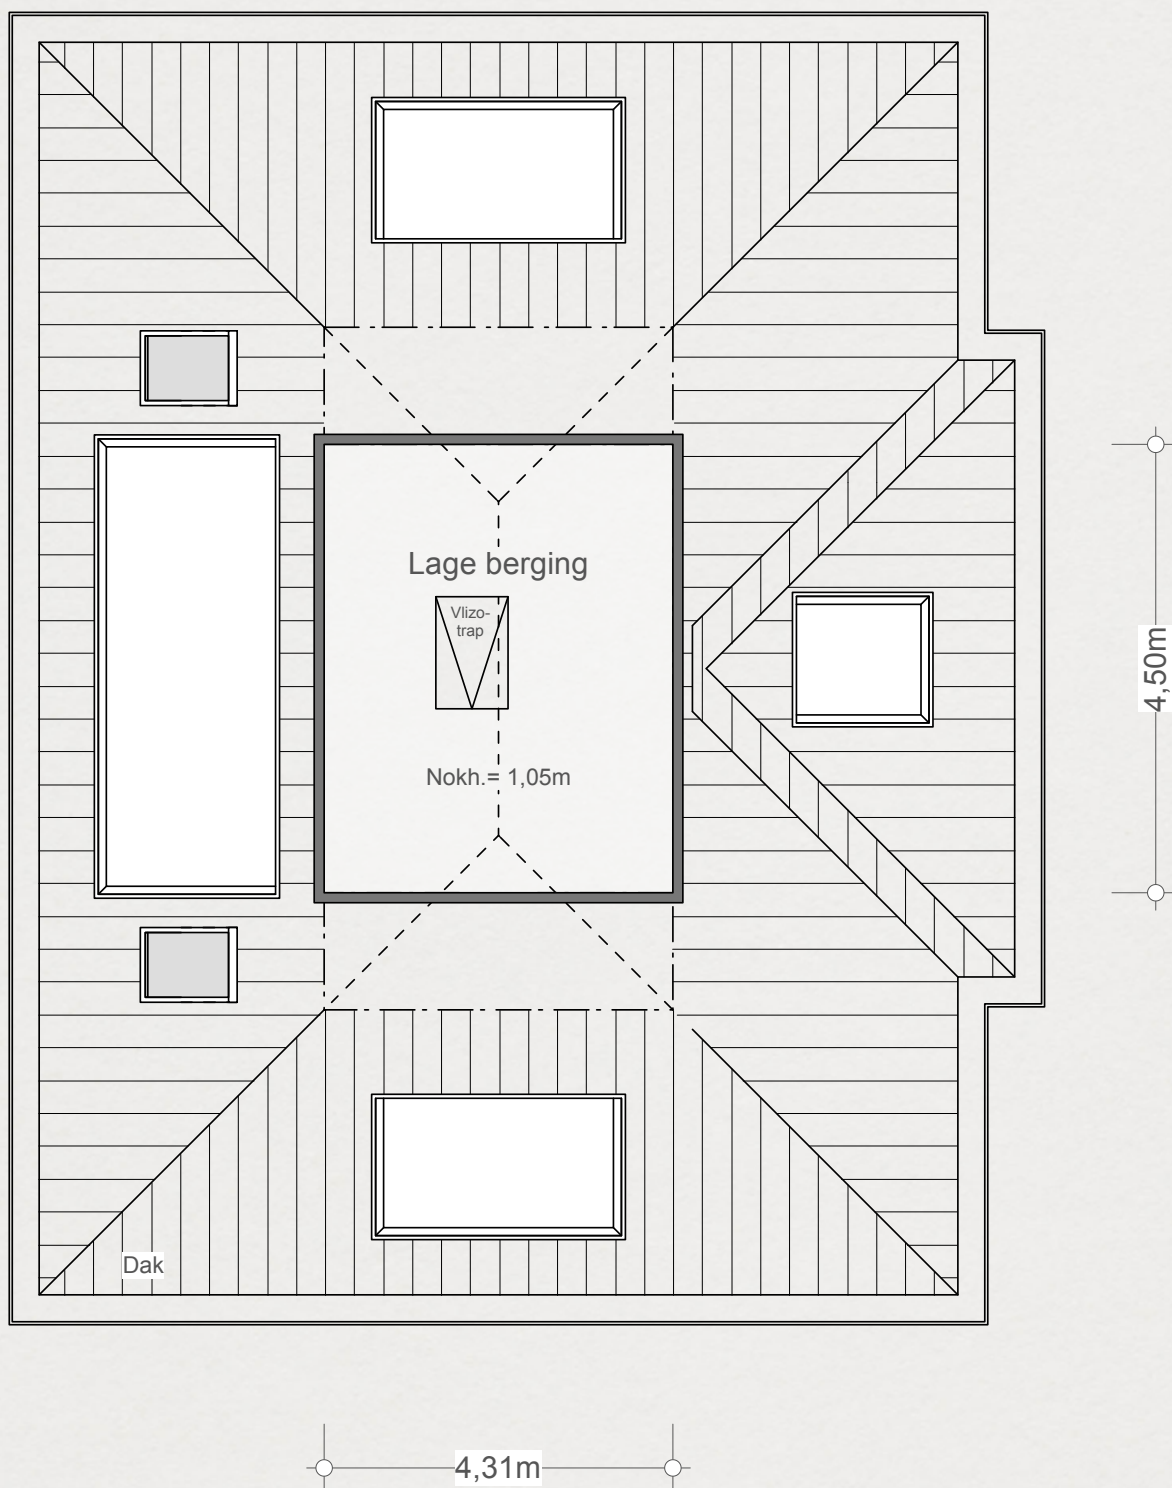 Lage berging
Vlizo-
trap
4,50m
Nokh.= 1,05m
Dak
4,31m